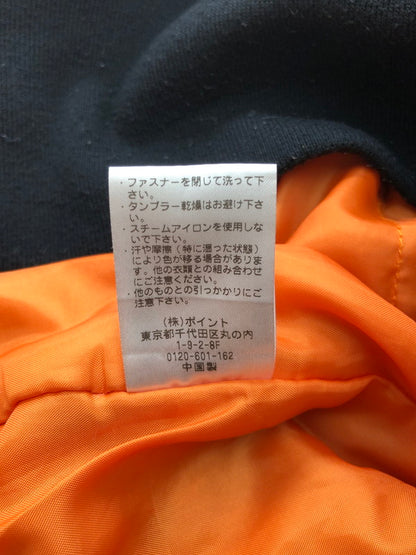 ・ファスナーを閉じて洗って下
さい。
・タンブラー乾燥はお避け下さ
い。
・スチームアイロンを使用しな
いで下さい。
・汗や摩擦（特に湿った状態）
により色が移る場合がありま
す。他の衣類との組み合わせ
にご注意ください。
・他のものとの引っかかりにご
注意下さい。
（株）ポイント
東京都千代田区丸の内
1-9-2-8F
0120-601-162
中国製